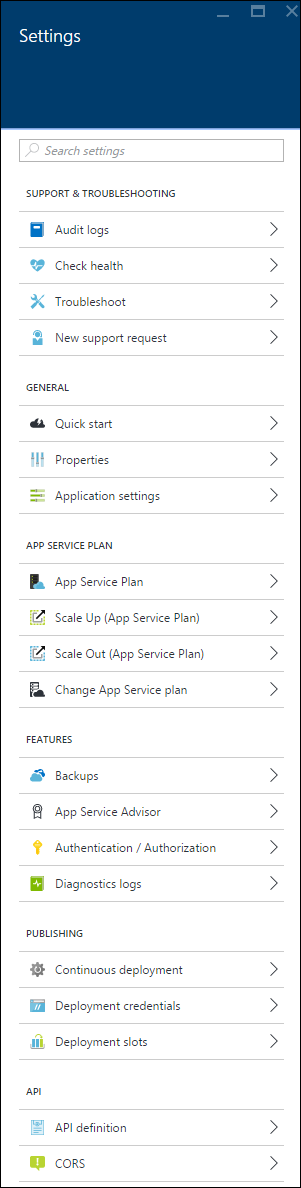 Settings
Search settings
SUPPORT & TROUBLESHOOTING
Audit logs
Check health
Troubleshoot
New support request
GENERAL
Quick start
Properties
Application settings
APP SERVICE PLAN
App Service Plan
Scale Up (App Service Plan)
Scale Out (App Service Plan)
Change App Service plan
FEATURES
Backups
App Service Advisor
Authentication / Authorization
Diagnostics logs
PUBLISHING
Continuous deployment
Deployment credentials
Deployment slots
API
API definition
CORS